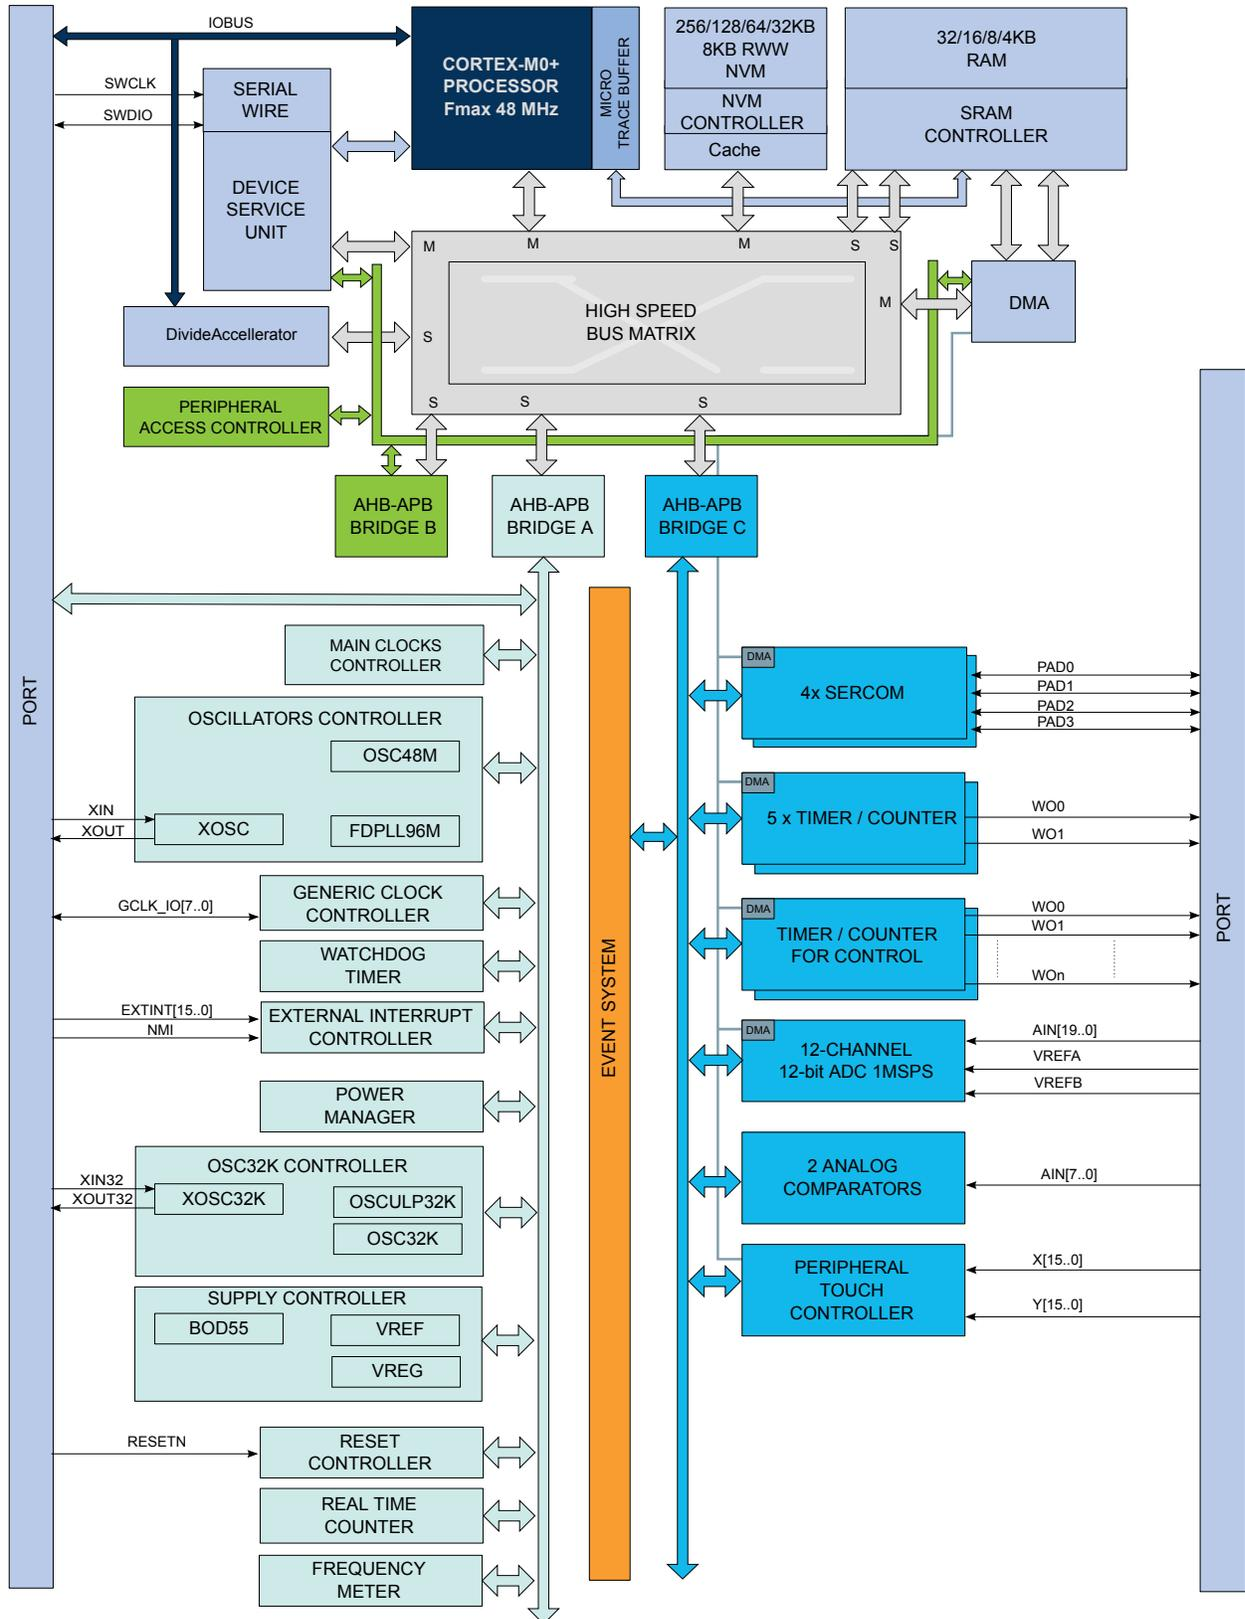 IOBUS
CORTEX-M0+
PROCESSOR
Fmax 48 MHz
MICRO
TRACE BUFFER
256/128/64/32KB
8KB RWW
NVM
NVM
CONTROLLER
Cache
32/16/8/4KB
RAM
SRAM
CONTROLLER
SWCLK
SWDIO
SERIAL
WIRE
DEVICE
SERVICE
UNIT
M
M
M
S
S
HIGH SPEED
BUS MATRIX
M
DMA
DivideAccellerator
S
PERIPHERAL
ACCESS CONTROLLER
S
S
S
AHB-APB
BRIDGE B
AHB-APB
BRIDGE A
AHB-APB
BRIDGE C
PORT
MAIN CLOCKS
CONTROLLER
OSCILLATORS CONTROLLER
OSC48M
XIN
XOUT
XOSC
FDPLL96M
GCLK_IO[7..0]
GENERIC CLOCK
CONTROLLER
WATCHDOG
TIMER
EXTINT[15..0]
NMI
EXTERNAL INTERRUPT
CONTROLLER
POWER
MANAGER
OSC32K CONTROLLER
XIN32
XOUT32
XOSC32K
OSCULP32K
OSC32K
SUPPLY CONTROLLER
BOD55
VREF
VREG
RESETN
RESET
CONTROLLER
REAL TIME
COUNTER
FREQUENCY
METER
EVENT SYSTEM
DMA
4x SERCOM
PAD0
PAD1
PAD2
PAD3
DMA
5 x TIMER / COUNTER
WO0
WO1
DMA
TIMER / COUNTER
FOR CONTROL
WO0
WO1
WOn
DMA
12-CHANNEL
12-bit ADC 1MSPS
AIN[19..0]
VREFA
VREFB
2 ANALOG
COMPARATORS
AIN[7..0]
PERIPHERAL
TOUCH
CONTROLLER
X[15..0]
Y[15..0]
PORT